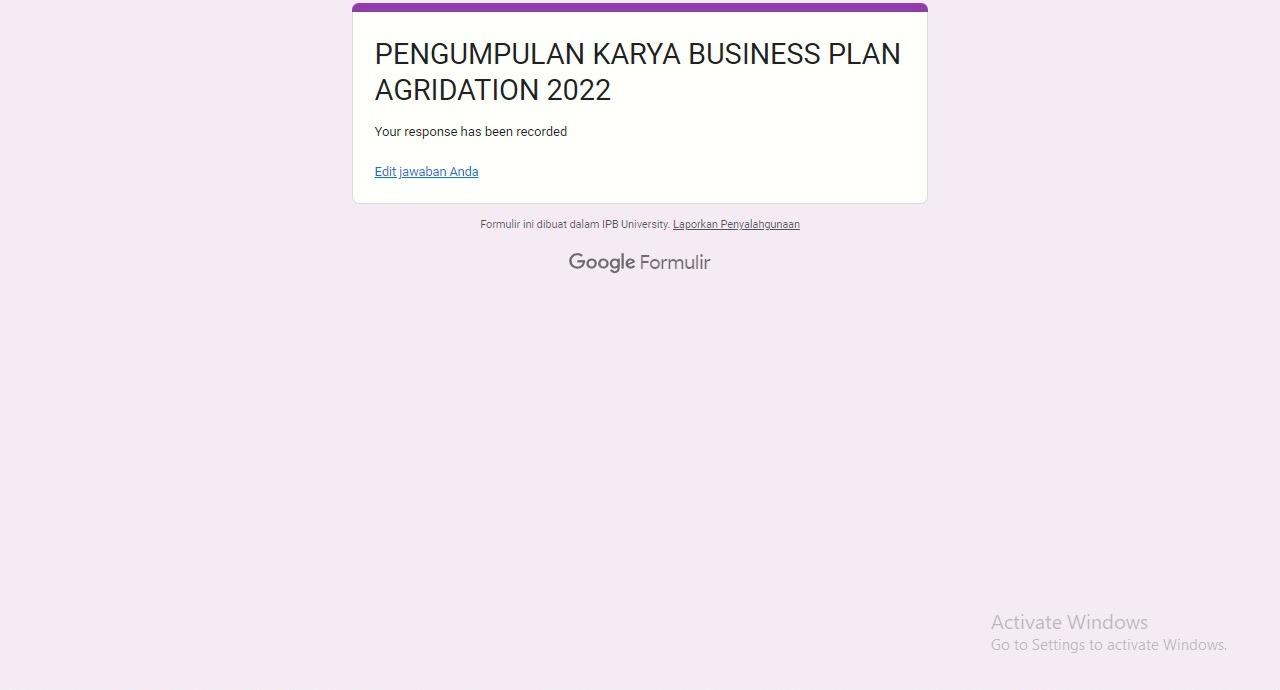 PENGUMPULAN KARYA BUSINESS PLAN
AGRIDATION 2022
Your response has been recorded
Edit jawaban Anda
Formulir ini dibuat dalam IPB University. Laporkan Penyalahgunaan
Google Formulir
Activate Windows
Go to Settings to activate Windows.